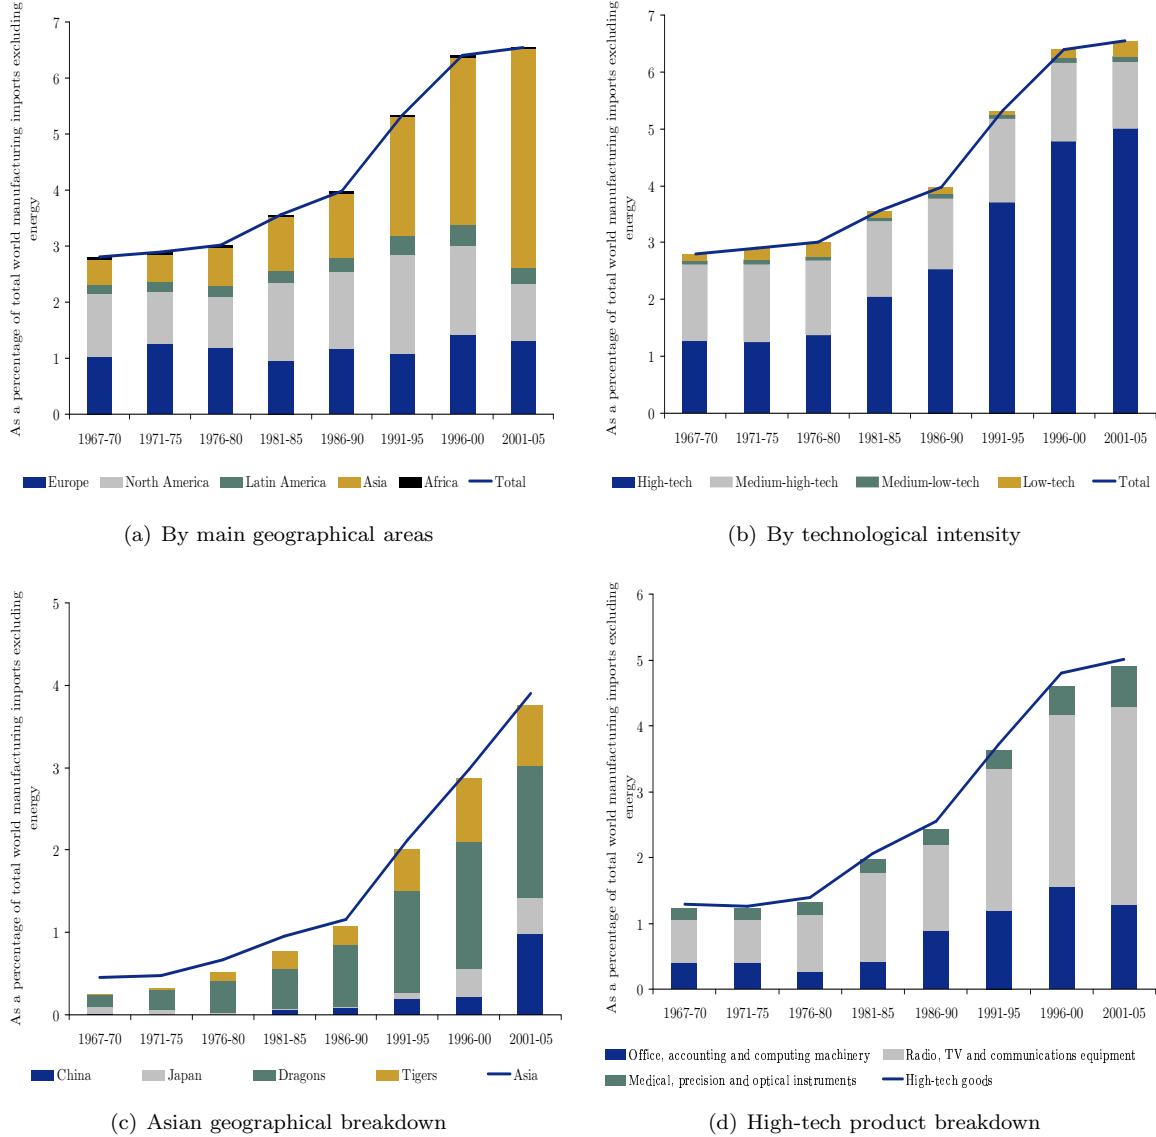 As a percentage of total world manufacturing imports excluding
energy
7
6
5
4
3
2
1
0
1967-70 1971-75 1976-80 1981-85 1986-90 1991-95 1996-00 2001-05
Europe North America Latin America Asia Africa Total
(a) By main geographical areas
As a percentage of total world manufacturing imports excluding
energy
7
6
5
4
3
2
1
0
1967-70 1971-75 1976-80 1981-85 1986-90 1991-95 1996-00 2001-05
High-tech Medium-high-tech Medium-low-tech Low-tech Total
(b) By technological intensity
As a percentage of total world manufacturing imports excluding
energy
5
4
3
2
1
0
1967-70 1971-75 1976-80 1981-85 1986-90 1991-95 1996-00 2001-05
China Japan Dragons Tigers Asia
(c) Asian geographical breakdown
As a percentage of total world manufacturing imports excluding
energy
6
5
4
3
2
1
0
1967-70 1971-75 1976-80 1981-85 1986-90 1991-95 1996-00 2001-05
Office, accounting and computing machinery Radio, TV and communications equipment
Medical, precision and optical instruments High-tech goods
(d) High-tech product breakdown